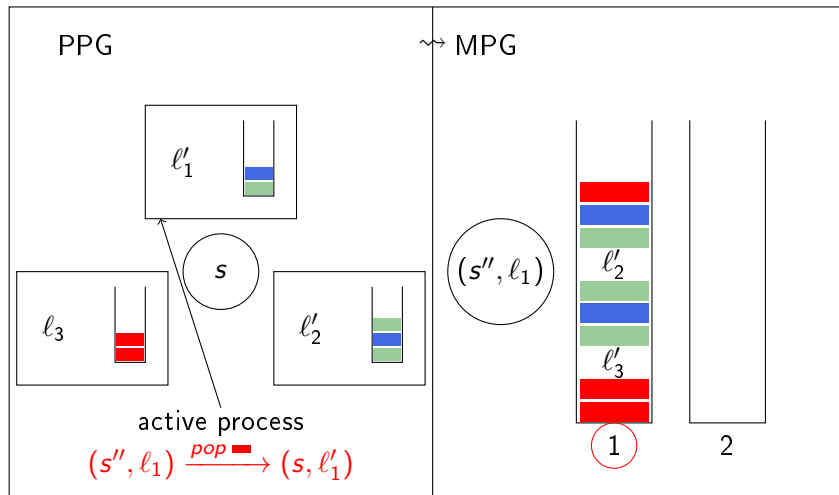 PPG
⇝ MPG
ℓ′₁
s
ℓ₃
ℓ′₂
active process
(s″, ℓ₁) pop → (s, ℓ′₁)
(s″, ℓ₁)
ℓ′₂
ℓ′₃
1
2